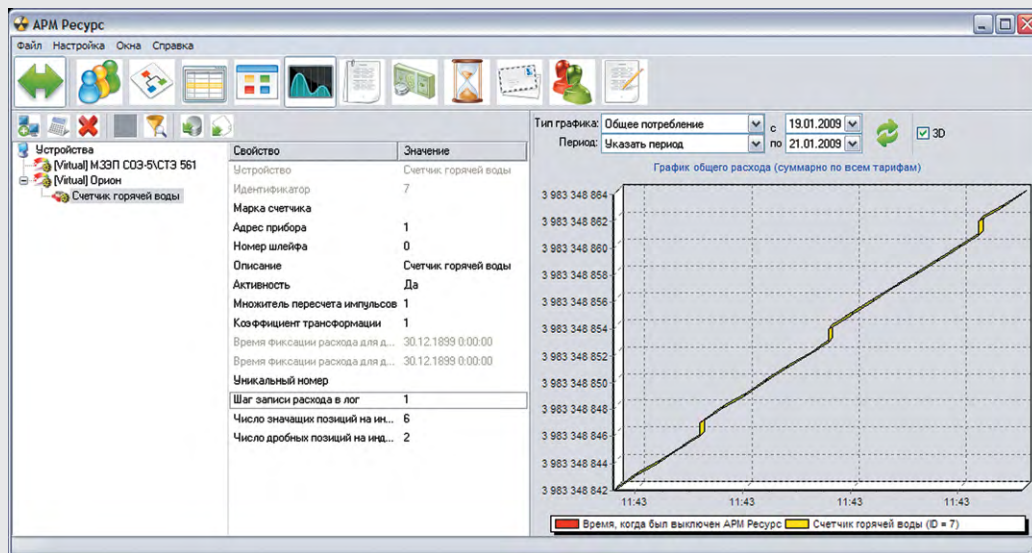 АРМ Ресурс
Файл Настройка Окна Справка
Устройства
[Virtual] МЗЭП СОЭ-5\СТЭ 561
[Virtual] Орион
Счетчик горячей воды
Свойство Значение
Устройство Счетчик горячей воды
Идентификатор 7
Марка счетчика
Адрес прибора 1
Номер шлейфа 0
Описание Счетчик горячей воды
Активность Да
Множитель пересчета импульсов 1
Коэффициент трансформации 1
Время фиксации расхода для д... 30.12.1899 0:00:00
Время фиксации расхода для д... 30.12.1899 0:00:00
Уникальный номер
Шаг записи расхода в лог 1
Число значащих позиций на ин... 6
Число дробных позиций на инд... 2
Тип графика: Общее потребление с 19.01.2009
Период: Указать период по 21.01.2009
3D
График общего расхода (суммарно по всем тарифам)
3 983 348 864
3 983 348 862
3 983 348 860
3 983 348 858
3 983 348 856
3 983 348 854
3 983 348 852
3 983 348 850
3 983 348 848
3 983 348 846
3 983 348 844
3 983 348 842
11:43 11:43 11:43 11:43
Время, когда был выключен АРМ Ресурс Счетчик горячей воды (ID = 7)